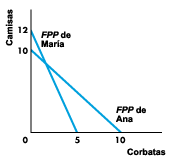 Camisas
12
10
FPP de
María
FPP de
Ana
0
5
10
Corbatas